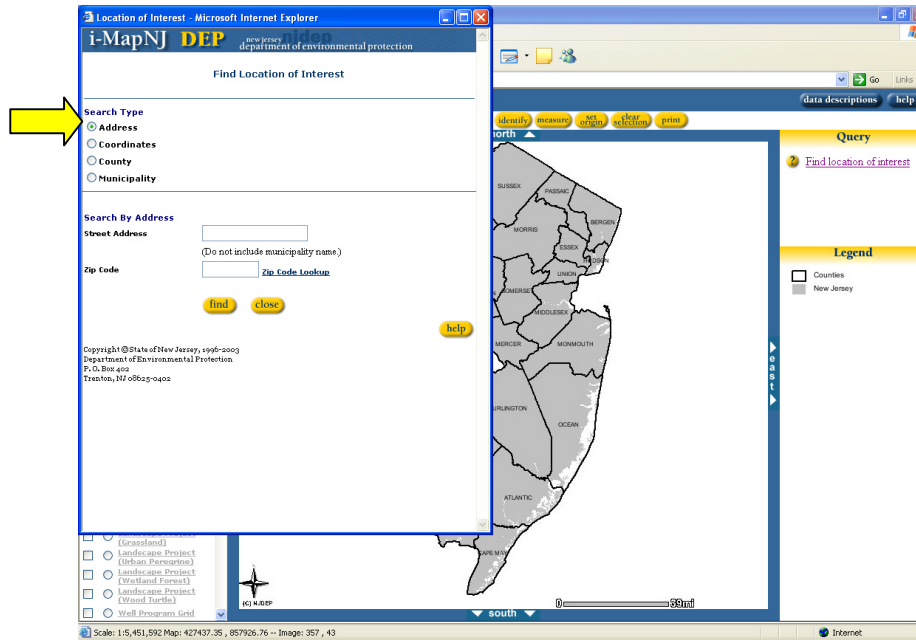 Location of Interest - Microsoft Internet Explorer
i-MapNJ DEP new jersey department of environmental protection
njdep
Find Location of Interest
Search Type
Address
Coordinates
County
Municipality
Search By Address
Street Address
(Do not include municipality name.)
Zip Code Zip Code Lookup
find close
help
Copyright @State of New Jersey, 1996-2003
Department of Environmental Protection
P. O. Box 402
Trenton, NJ 08625-0402
Go Links
data descriptions help
identify measure set origin clear selection print
Query
Find location of interest
Legend
Counties
New Jersey
SUSSEX
PASSAIC
BERGEN
MORRIS
ESSEX
UNION
MIDDLESEX
MERCER
MONMOUTH
OCEAN
ATLANTIC
CAPE MAY
east
Landscape Project
(Grassland)
Landscape Project
(Urban Peregrine)
Landscape Project
(Wetland Forest)
Landscape Project
(Wood Turtle)
Well Program Grid
(C) NJDEP
0 69mi
south
Scale: 1:5,451,592 Map: 427437.35 , 857926.76 -- Image: 357 , 43
Internet